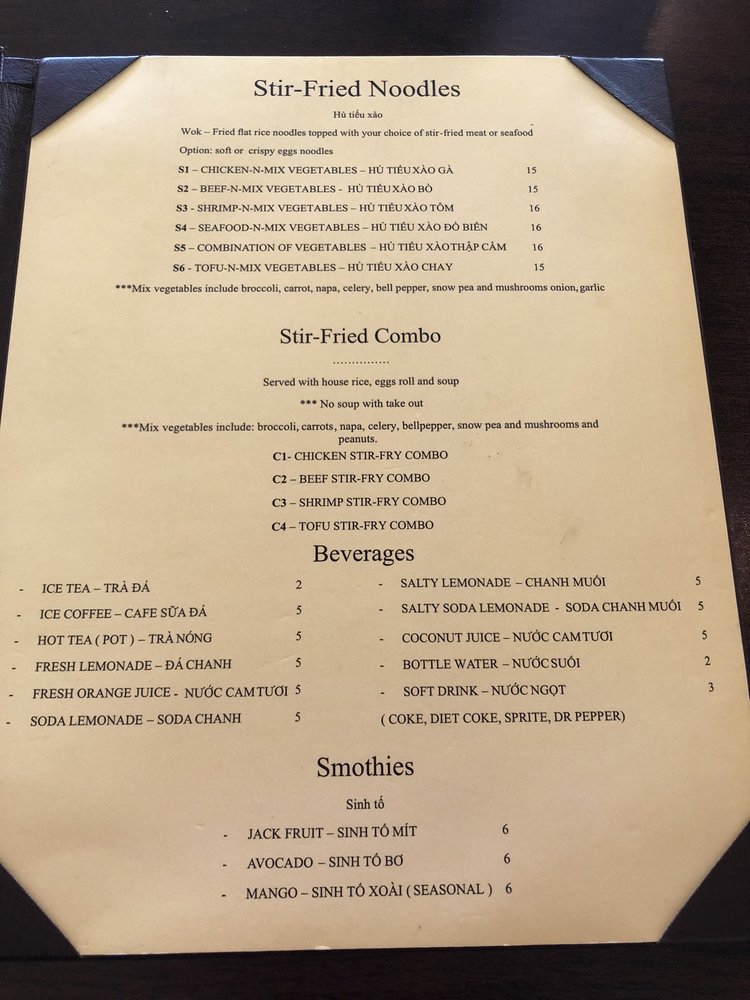 Stir-Fried Noodles
Hủ tiếu xào
Wok – Fried flat rice noodles topped with your choice of stir-fried meat or seafood
Option: soft or crispy eggs noodles
S1 – CHICKEN-N-MIX VEGETABLES – HỦ TIẾU XÀO GÀ 15
S2 – BEEF-N-MIX VEGETABLES - HỦ TIẾU XÀO BÒ 15
S3 - SHRIMP-N-MIX VEGETABLES – HỦ TIẾU XÀO TÔM 16
S4 – SEAFOOD-N-MIX VEGETABLES – HỦ TIẾU XÀO ĐỒ BIỂN 16
S5 – COMBINATION OF VEGETABLES – HỦ TIẾU XÀO THẬP CẨM 16
S6 - TOFU-N-MIX VEGETABLES – HỦ TIẾU XÀO CHAY 15
***Mix vegetables include broccoli, carrot, napa, celery, bell pepper, snow pea and mushrooms onion, garlic
Stir-Fried Combo
................
Served with house rice, eggs roll and soup
*** No soup with take out
***Mix vegetables include: broccoli, carrots, napa, celery, bellpepper, snow pea and mushrooms and
peanuts.
C1- CHICKEN STIR-FRY COMBO
C2 – BEEF STIR-FRY COMBO
C3 – SHRIMP STIR-FRY COMBO
C4 – TOFU STIR-FRY COMBO
Beverages
- ICE TEA – TRÀ ĐÁ 2
- ICE COFFEE – CAFE SỮA ĐÁ 5
- HOT TEA ( POT ) – TRÀ NÓNG 5
- FRESH LEMONADE – ĐÁ CHANH 5
- FRESH ORANGE JUICE - NƯỚC CAM TƯƠI 5
- SODA LEMONADE – SODA CHANH 5
- SALTY LEMONADE – CHANH MUỐI 5
- SALTY SODA LEMONADE - SODA CHANH MUỐI 5
- COCONUT JUICE – NƯỚC CAM TƯƠI 5
- BOTTLE WATER – NƯỚC SUỐI 2
- SOFT DRINK – NƯỚC NGỌT 3
( COKE, DIET COKE, SPRITE, DR PEPPER)
Smothies
Sinh tố
- JACK FRUIT – SINH TỐ MÍT 6
- AVOCADO – SINH TỐ BƠ 6
- MANGO – SINH TỐ XOÀI ( SEASONAL ) 6